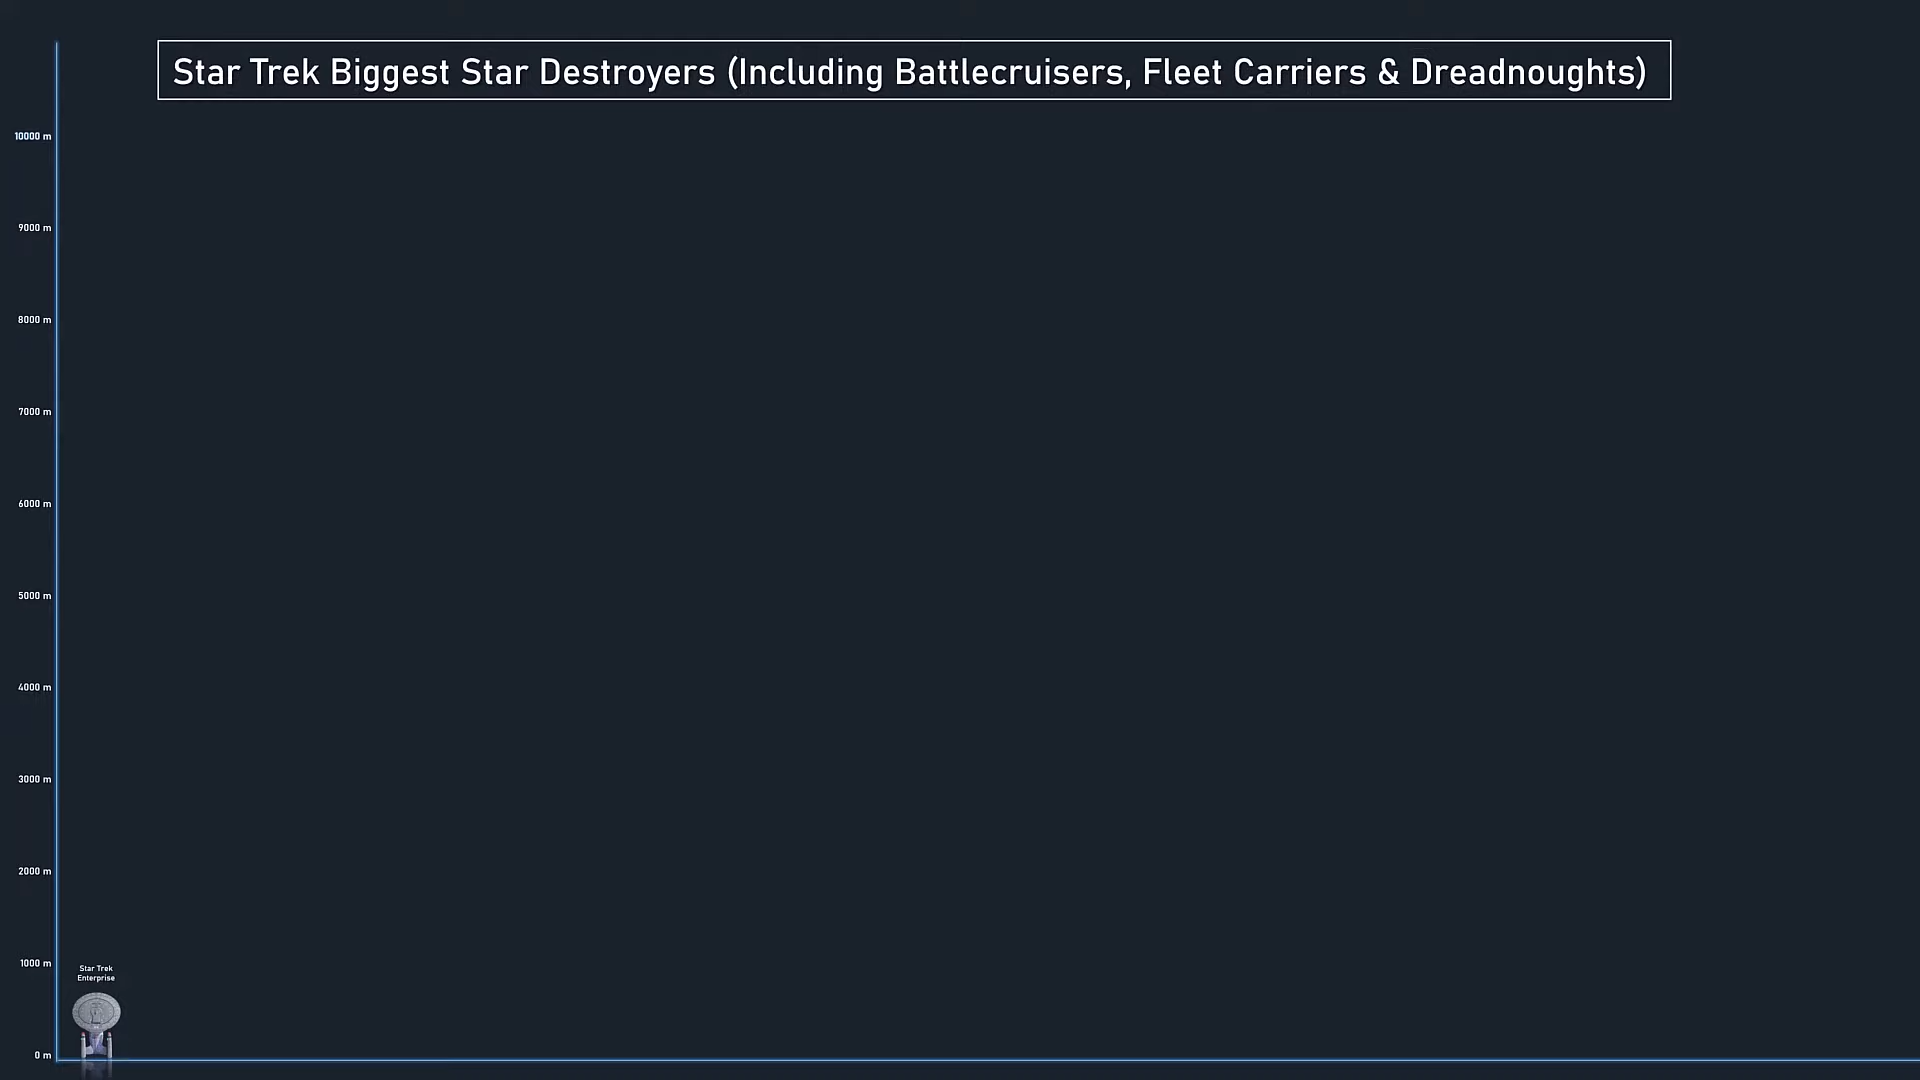 Star Trek Biggest Star Destroyers (Including Battlecruisers, Fleet Carriers & Dreadnoughts)
10000 m
9000 m
8000 m
7000 m
6000 m
5000 m
4000 m
3000 m
2000 m
1000 m
Star Trek
Enterprise
0 m